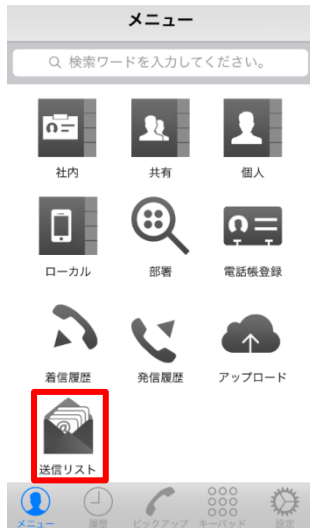 メニュー
検索ワードを入力してください。
社内 共有 個人
ローカル 部署 電話帳登録
着信履歴 発信履歴 アップロード
@
送信リスト
メニュー 履歴 ピックアップ キーパッド 設定